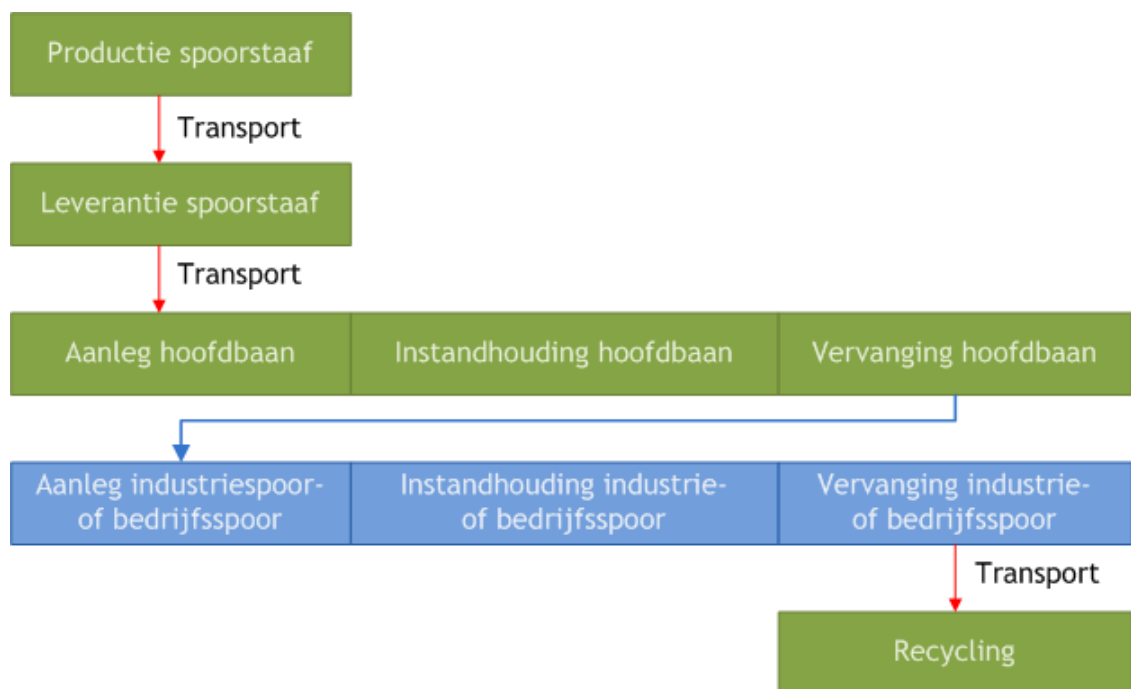 Productie spoorstaaf
Transport
Leverantie spoorstaaf
Transport
Aanleg hoofdbaan
Instandhouding hoofdbaan
Vervanging hoofdbaan
Aanleg industriespoor-
of bedrijfsspoor
Instandhouding industrie-
of bedrijfsspoor
Vervanging industrie-
of bedrijfsspoor
Transport
Recycling